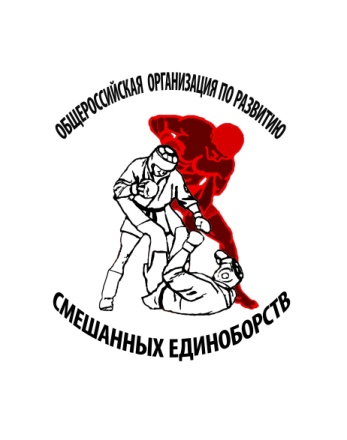 ОБЩЕРОССИЙСКАЯ ОРГАНИЗАЦИЯ ПО РАЗВИТИЮ
СМЕШАННЫХ ЕДИНОБОРСТВ